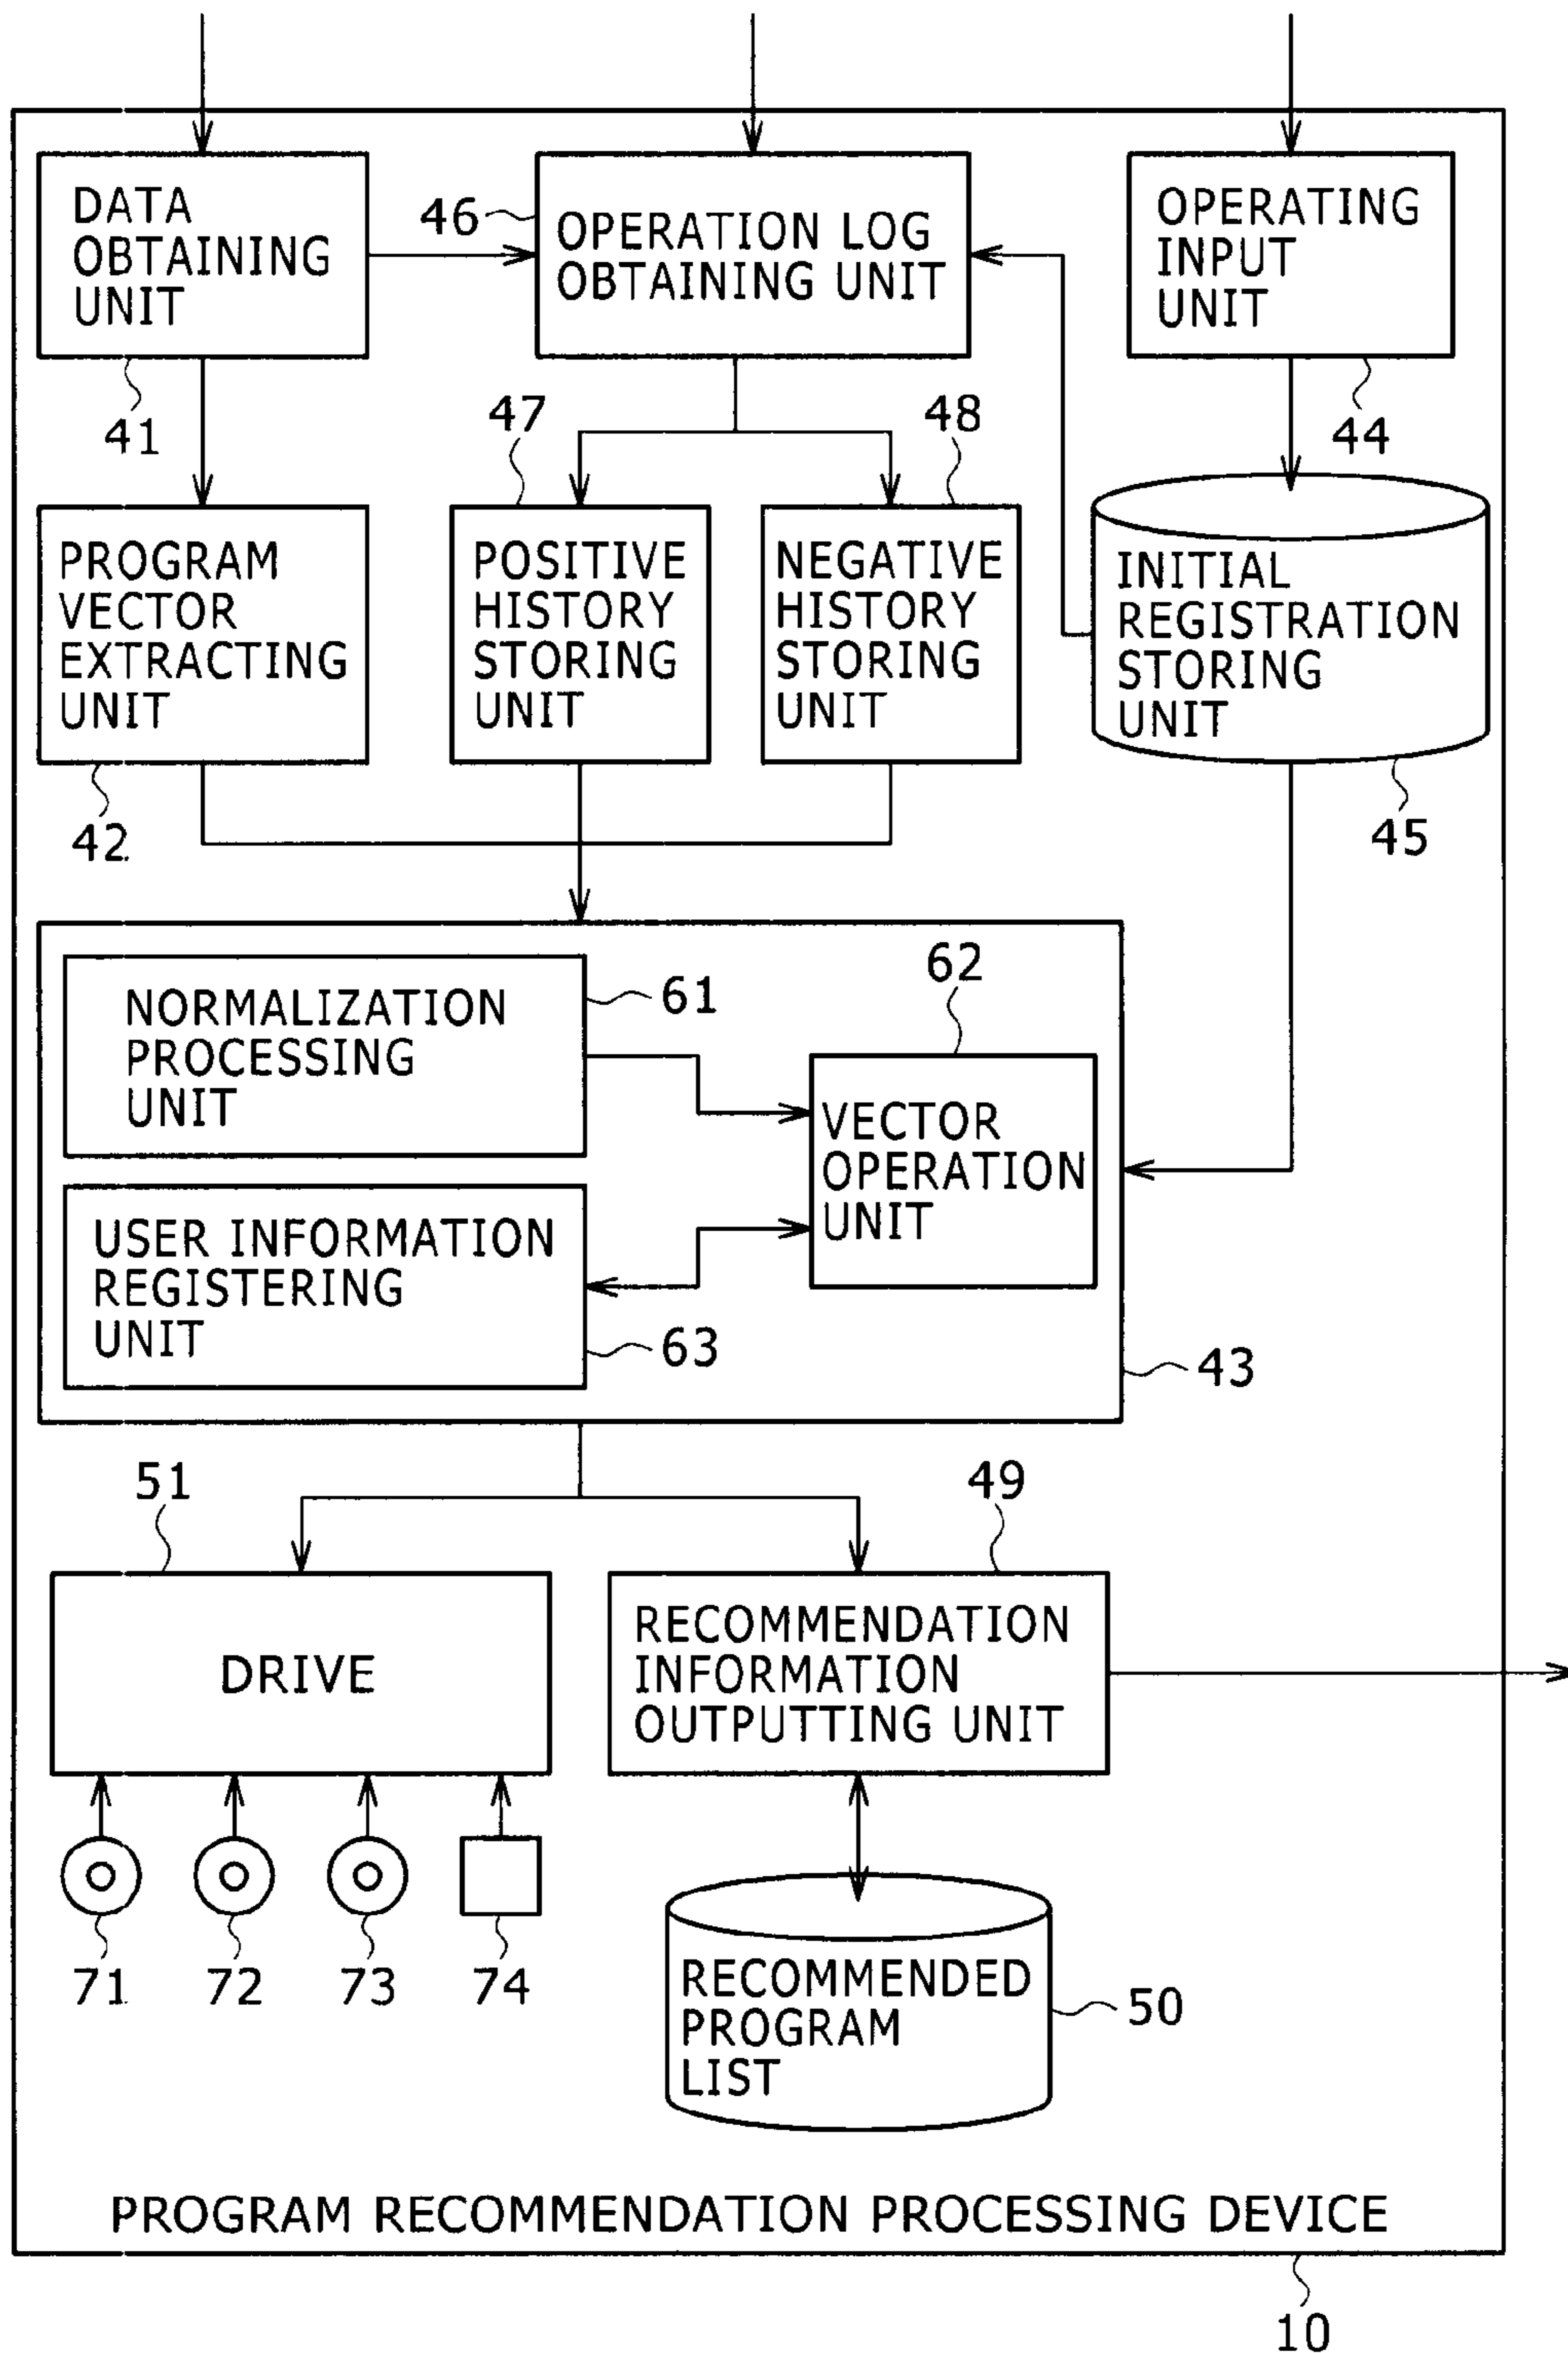 DATA
OBTAINING
UNIT
41
46
OPERATION LOG
OBTAINING UNIT
OPERATING
INPUT
UNIT
44
47
48
PROGRAM
VECTOR
EXTRACTING
UNIT
42
POSITIVE
HISTORY
STORING
UNIT
NEGATIVE
HISTORY
STORING
UNIT
INITIAL
REGISTRATION
STORING
UNIT
45
NORMALIZATION
PROCESSING
UNIT
61
62
VECTOR
OPERATION
UNIT
USER INFORMATION
REGISTERING
UNIT
63
43
51
49
DRIVE
RECOMMENDATION
INFORMATION
OUTPUTTING UNIT
71
72
73
74
RECOMMENDED
PROGRAM
LIST
50
PROGRAM RECOMMENDATION PROCESSING DEVICE
10